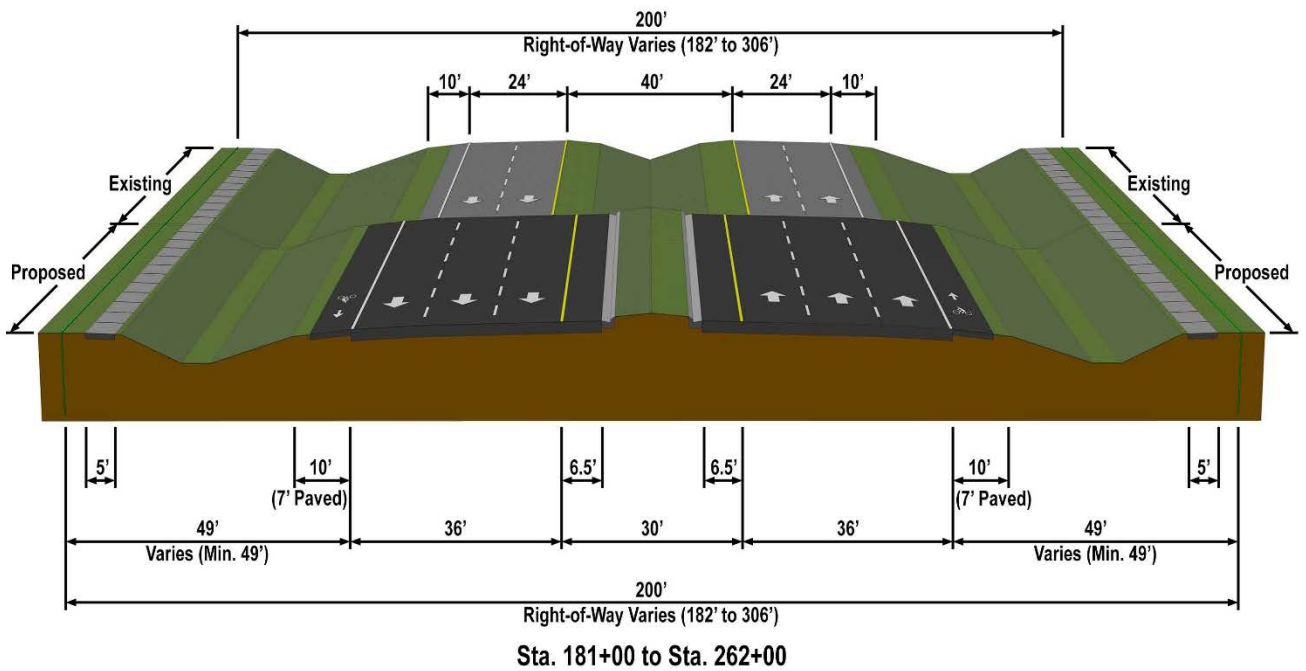 200’
Right-of-Way Varies (182’ to 306’)
10’ 24’ 40’ 24’ 10’
Existing Existing
Proposed Proposed
5’ 10’ 6.5’ 6.5’ 10’ 5’
(7’ Paved) (7’ Paved)
49’ 36’ 30’ 36’ 49’
Varies (Min. 49’) Varies (Min. 49’)
200’
Right-of-Way Varies (182’ to 306’)
Sta. 181+00 to Sta. 262+00